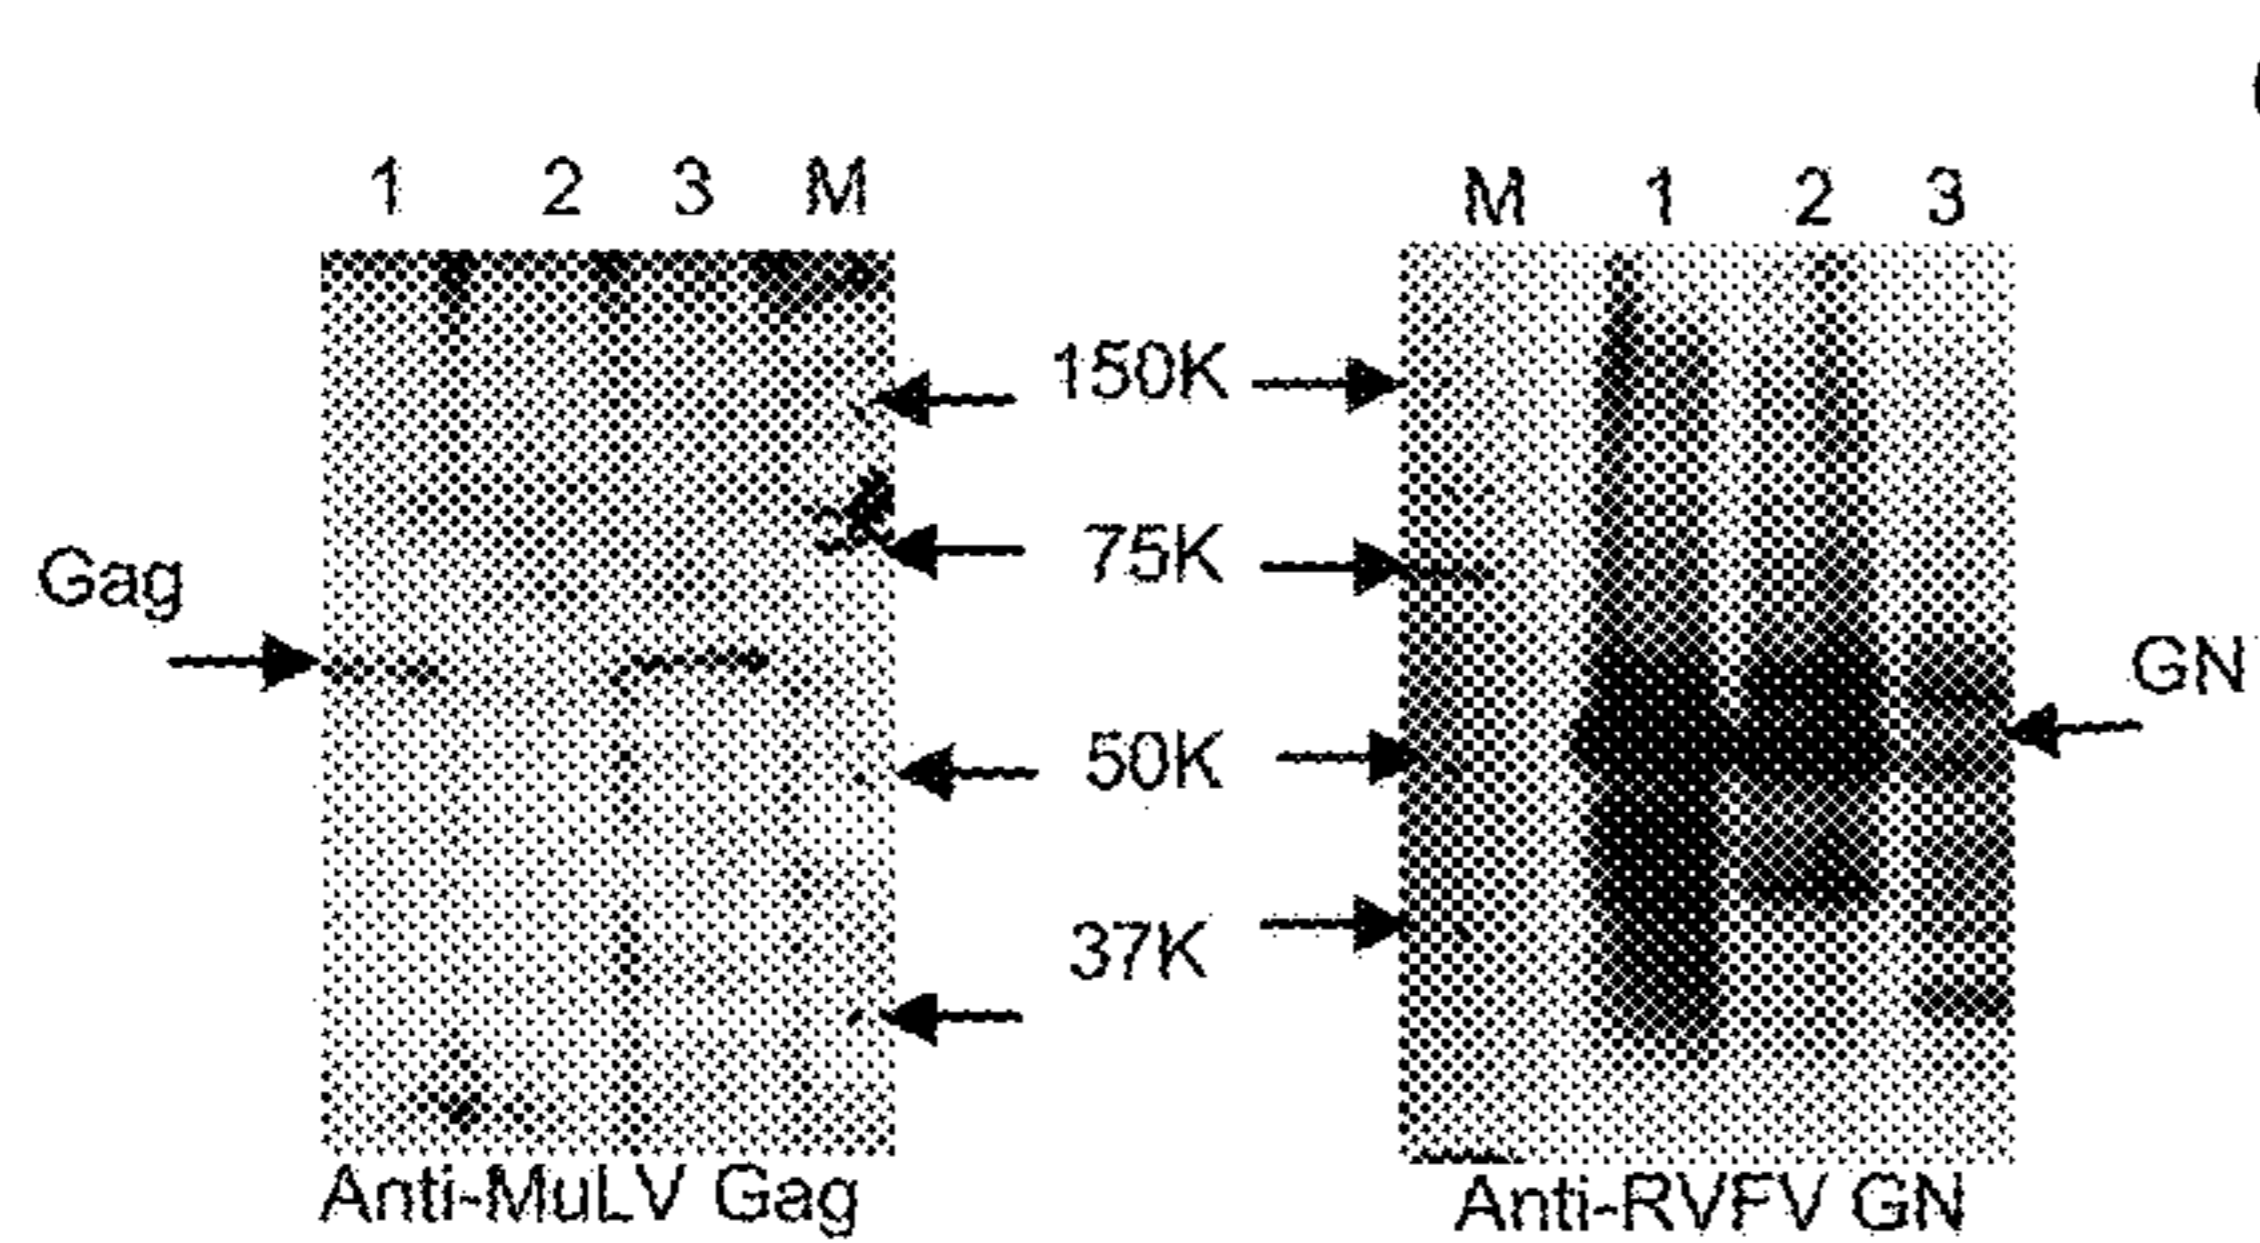 1 2 3 M
M 1 2 3
150K
75K
Gag
GN
50K
37K
Anti-MuLV Gag
Anti-RVFV GN